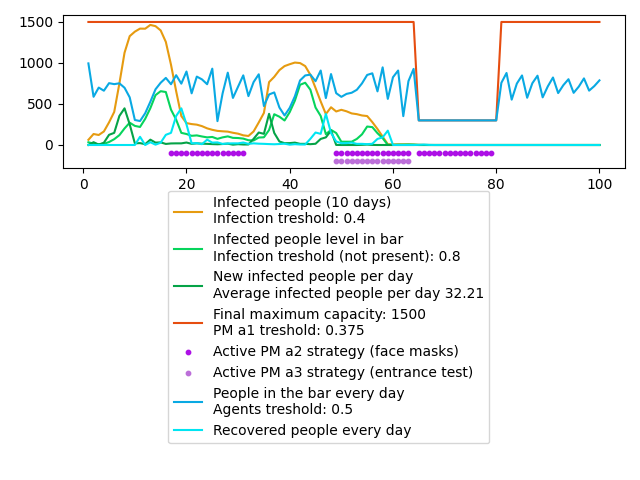 1500
1000
500
0
0 20 40 60 80 100
Infected people (10 days)
Infection treshold: 0.4
Infected people level in bar
Infection treshold (not present): 0.8
New infected people per day
Average infected people per day 32.21
Final maximum capacity: 1500
PM a1 treshold: 0.375
Active PM a2 strategy (face masks)
Active PM a3 strategy (entrance test)
People in the bar every day
Agents treshold: 0.5
Recovered people every day